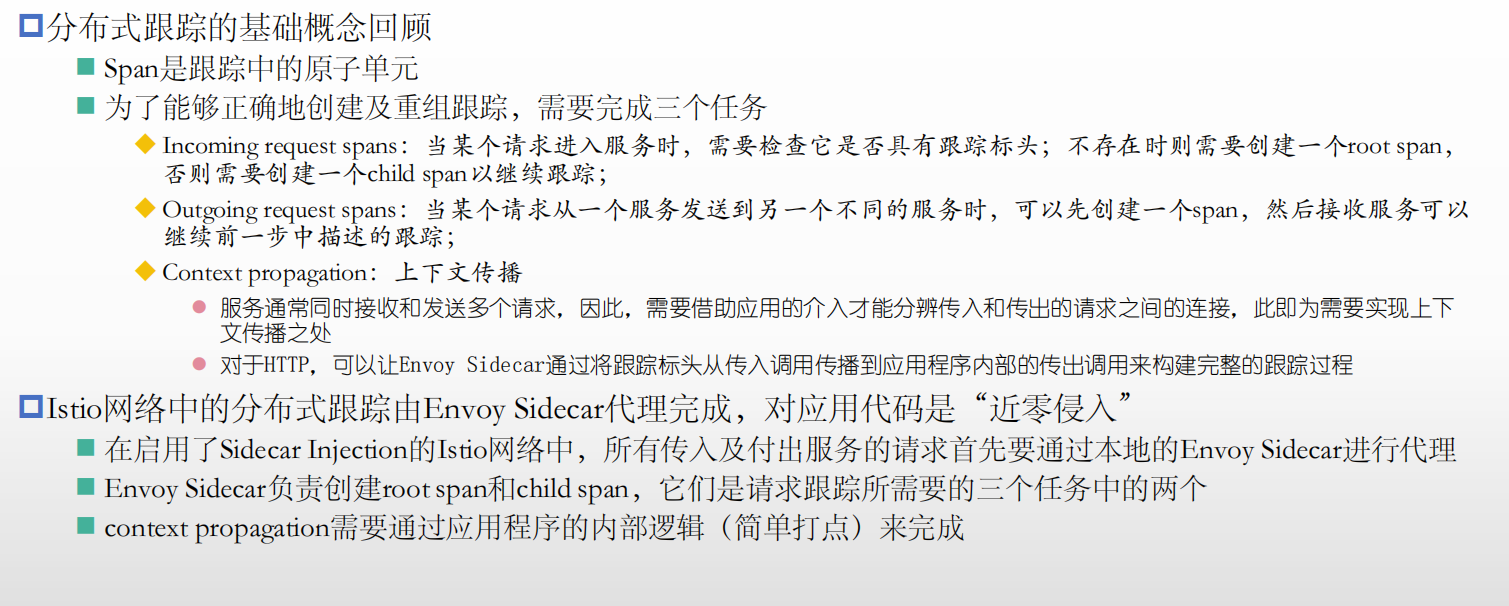 分布式跟踪的基础概念回顾
Span是跟踪中的原子单元
为了能够正确地创建及重组跟踪，需要完成三个任务
Incoming request spans：当某个请求进入服务时，需要检查它是否具有跟踪标头；不存在时则需要创建一个root span，
否则需要创建一个child span以继续跟踪；
Outgoing request spans：当某个请求从一个服务发送到另一个不同的服务时，可以先创建一个span，然后接收服务可以
继续前一步中描述的跟踪；
Context propagation：上下文传播
服务通常同时接收和发送多个请求，因此，需要借助应用的介入才能分辨传入和传出的请求之间的连接，此即为需要实现上下
文传播之处
对于HTTP，可以让Envoy Sidecar通过将跟踪标头从传入调用传播到应用程序内部的传出调用来构建完整的跟踪过程
Istio网络中的分布式跟踪由Envoy Sidecar代理完成，对应用代码是“近零侵入”
在启用了Sidecar Injection的Istio网络中，所有传入及付出服务的请求首先要通过本地的Envoy Sidecar进行代理
Envoy Sidecar负责创建root span和child span，它们是请求跟踪所需要的三个任务中的两个
context propagation需要通过应用程序的内部逻辑（简单打点）来完成